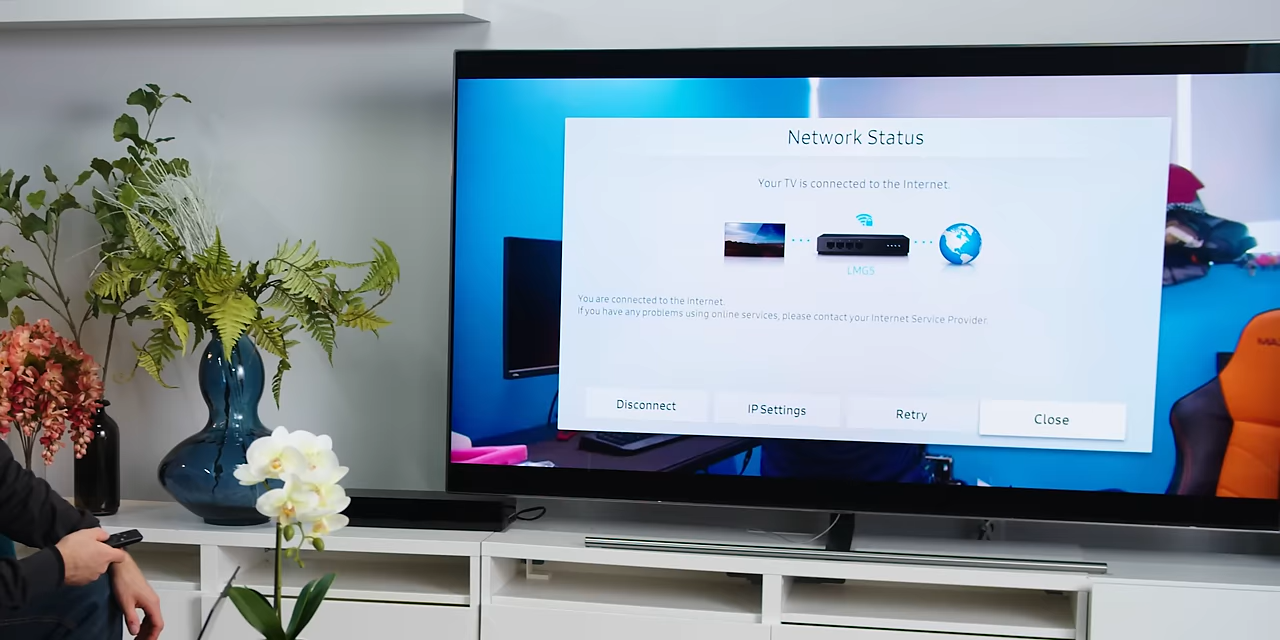 Network Status
Your TV is connected to the Internet.
LMG5
You are connected to the Internet.
If you have any problems using online services, please contact your Internet Service Provider.
Disconnect
IP Settings
Retry
Close